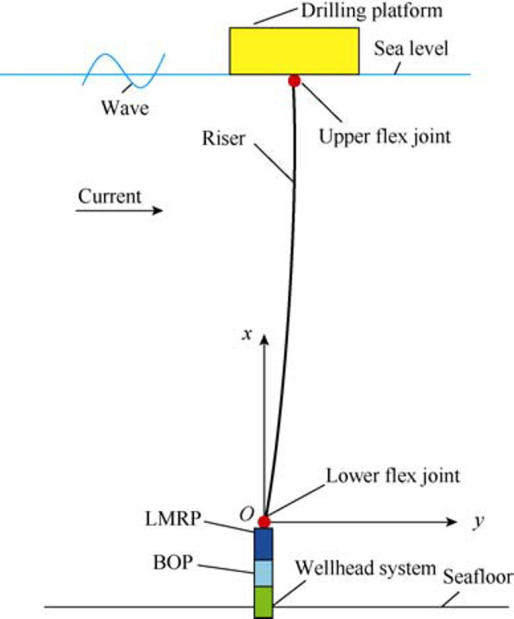 Drilling platform
Sea level
Wave
Riser
Upper flex joint
Current
x
Lower flex joint
O
y
LMRP
BOP
Wellhead system
Seafloor